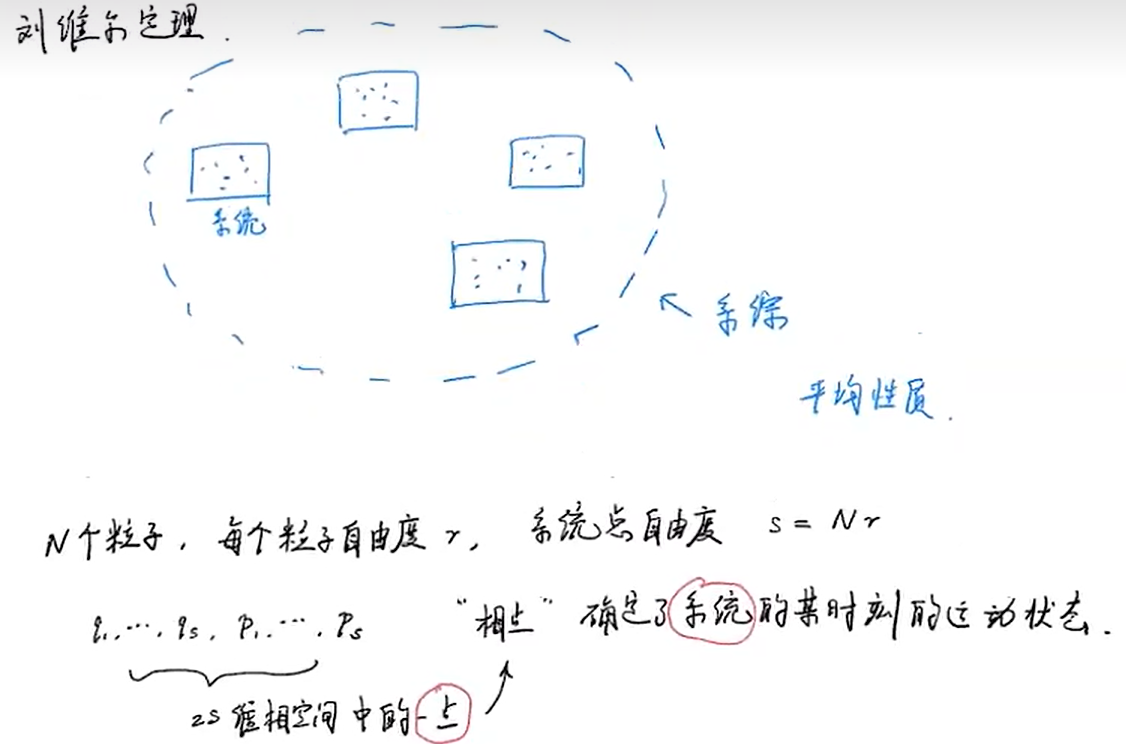 刘维尔定理.
系统
系综
平均性质.
N个粒子, 每个粒子自由度 r, 系统总自由度 s = Nr
q₁,…, qₛ, p₁,…, pₛ “相点” 确定了系统的某时刻的运动状态.
2s 维相空间中的一点